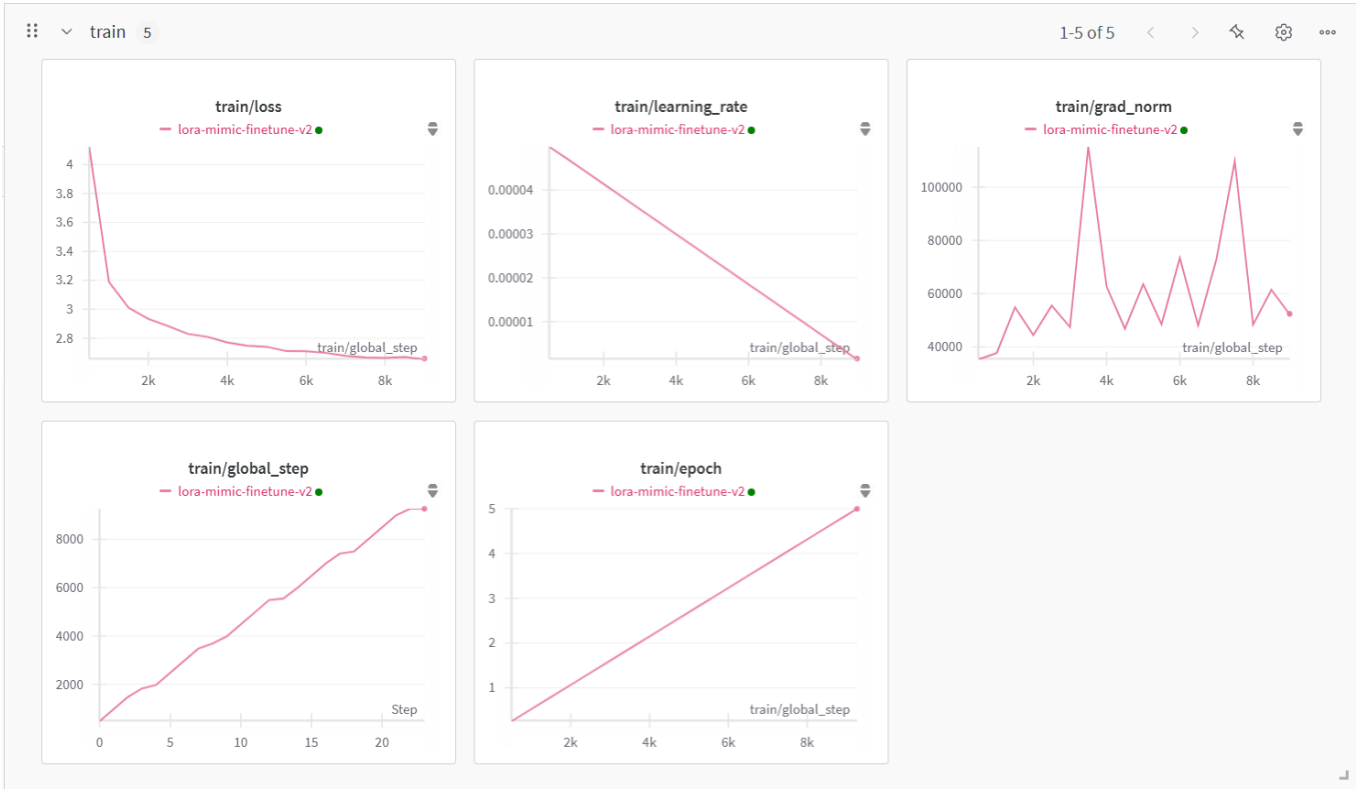 train 5
1-5 of 5
train/loss
lora-mimic-finetune-v2
4
3.8
3.6
3.4
3.2
3
2.8
train/global_step
2k 4k 6k 8k
train/learning_rate
lora-mimic-finetune-v2
0.00004
0.00003
0.00002
0.00001
train/global_step
2k 4k 6k 8k
train/grad_norm
lora-mimic-finetune-v2
100000
80000
60000
40000
train/global_step
2k 4k 6k 8k
train/global_step
lora-mimic-finetune-v2
8000
6000
4000
2000
Step
0 5 10 15 20
train/epoch
lora-mimic-finetune-v2
5
4
3
2
1
train/global_step
2k 4k 6k 8k